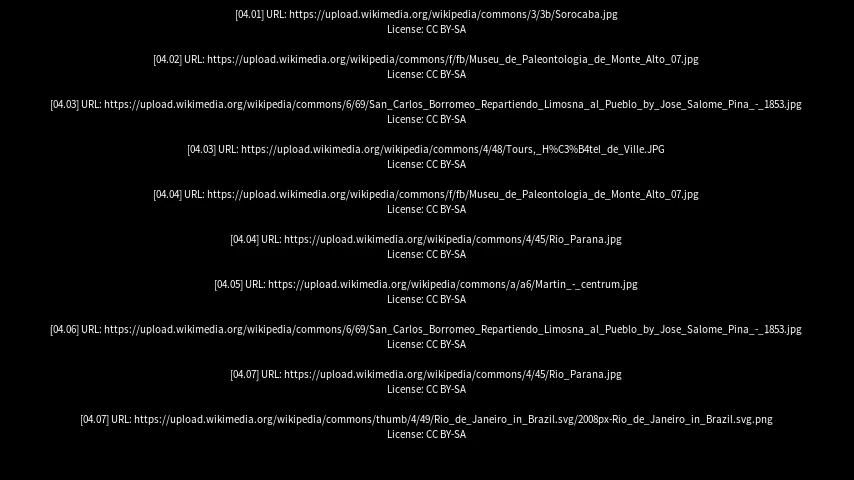 [04.01] URL: https://upload.wikimedia.org/wikipedia/commons/3/3b/Sorocaba.jpg
License: CC BY-SA
[04.02] URL: https://upload.wikimedia.org/wikipedia/commons/f/fb/Museu_de_Paleontologia_de_Monte_Alto_07.jpg
License: CC BY-SA
[04.03] URL: https://upload.wikimedia.org/wikipedia/commons/6/69/San_Carlos_Borromeo_Repartiendo_Limosna_al_Pueblo_by_Jose_Salome_Pina_-_1853.jpg
License: CC BY-SA
[04.03] URL: https://upload.wikimedia.org/wikipedia/commons/4/48/Tours,_H%C3%B4tel_de_Ville.JPG
License: CC BY-SA
[04.04] URL: https://upload.wikimedia.org/wikipedia/commons/f/fb/Museu_de_Paleontologia_de_Monte_Alto_07.jpg
License: CC BY-SA
[04.04] URL: https://upload.wikimedia.org/wikipedia/commons/4/45/Rio_Parana.jpg
License: CC BY-SA
[04.05] URL: https://upload.wikimedia.org/wikipedia/commons/a/a6/Martin_-_centrum.jpg
License: CC BY-SA
[04.06] URL: https://upload.wikimedia.org/wikipedia/commons/6/69/San_Carlos_Borromeo_Repartiendo_Limosna_al_Pueblo_by_Jose_Salome_Pina_-_1853.jpg
License: CC BY-SA
[04.07] URL: https://upload.wikimedia.org/wikipedia/commons/4/45/Rio_Parana.jpg
License: CC BY-SA
[04.07] URL: https://upload.wikimedia.org/wikipedia/commons/thumb/4/49/Rio_de_Janeiro_in_Brazil.svg/2008px-Rio_de_Janeiro_in_Brazil.svg.png
License: CC BY-SA